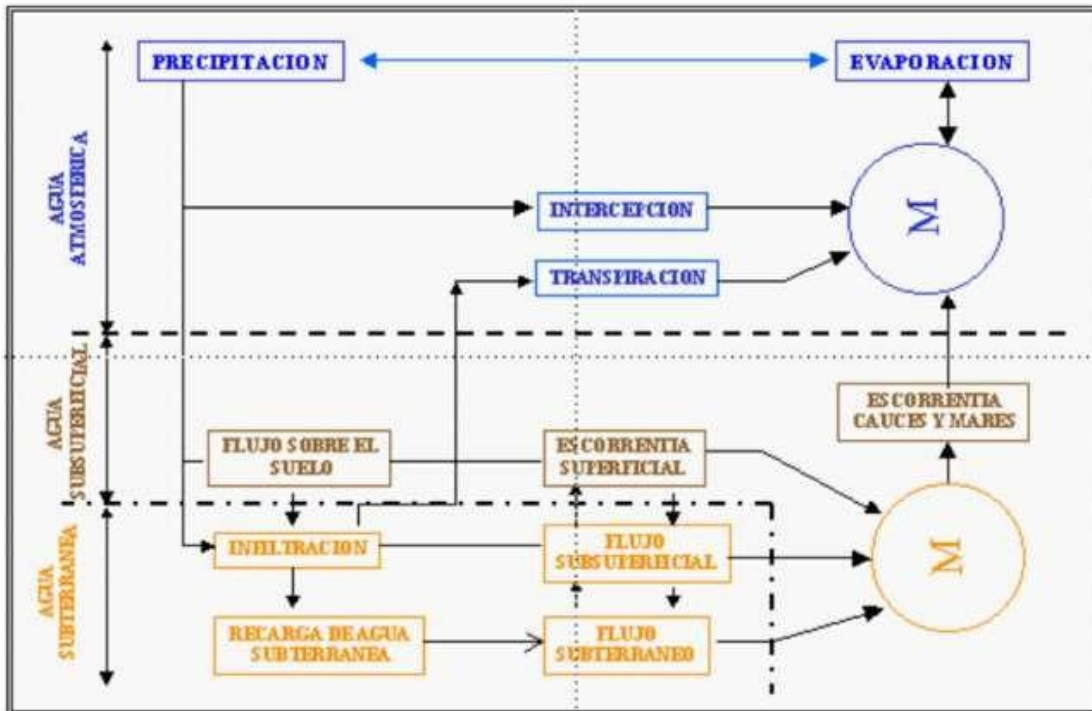 PRECIPITACION
EVAPORACION
AGUA
ATMOSFERICA
INTERCEPCION
M
TRANSPIRACION
AGUA
SUBSUPERFICIAL
ESCORRENTIA
CAUCES Y MARES
FLUJO SOBRE EL
SUELO
ESCORRENTIA
SUPERFICIAL
AGUA
SUBTERRANEA
INFILTRACION
FLUJO
SUBSUPERFICIAL
M
RECARGA DE AGUA
SUBTERRANEA
FLUJO
SUBTERRANEO